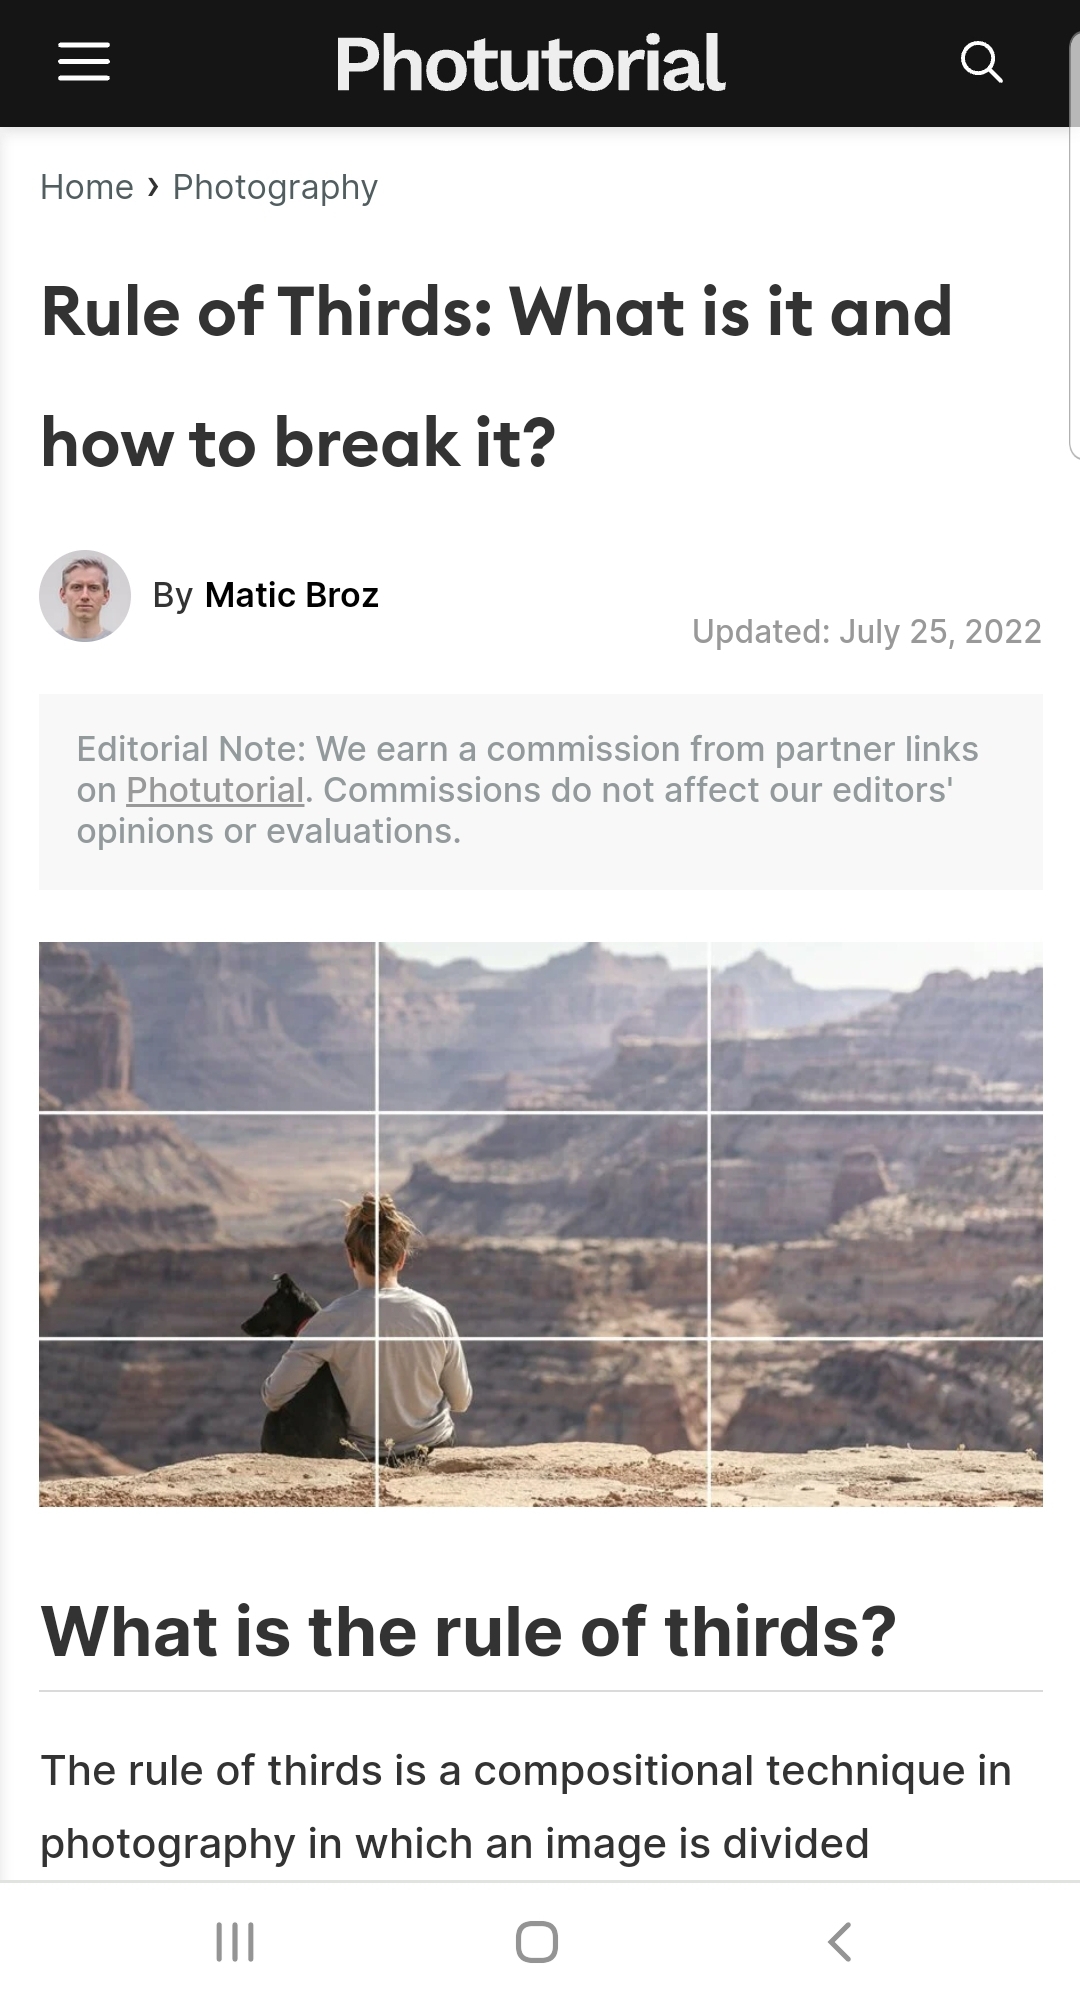 Photutorial
Home › Photography
Rule of Thirds: What is it and
how to break it?
By Matic Broz
Updated: July 25, 2022
Editorial Note: We earn a commission from partner links
on Photutorial. Commissions do not affect our editors'
opinions or evaluations.
What is the rule of thirds?
The rule of thirds is a compositional technique in
photography in which an image is divided